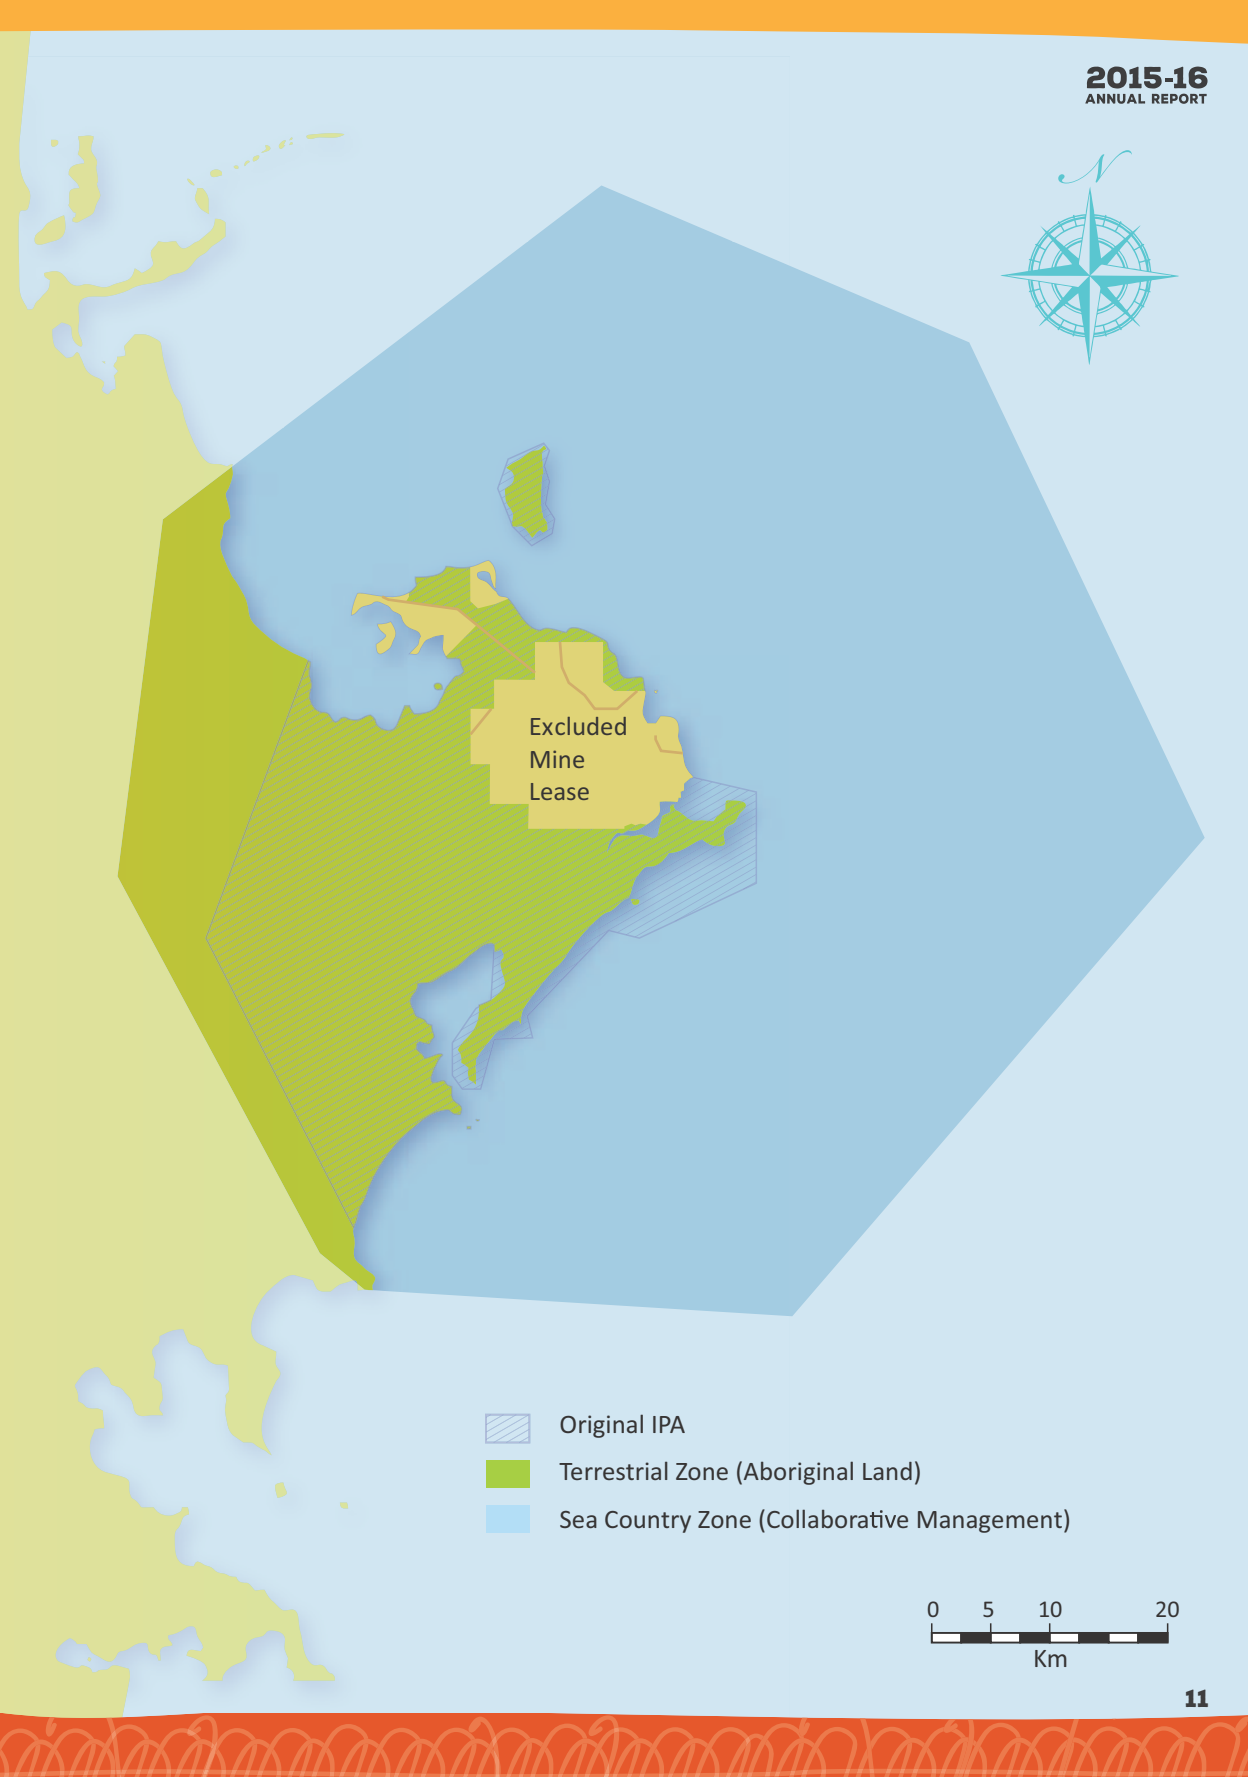 2015-16
ANNUAL REPORT
N
Excluded
Mine
Lease
Original IPA
Terrestrial Zone (Aboriginal Land)
Sea Country Zone (Collaborative Management)
0 5 10 20
Km
11